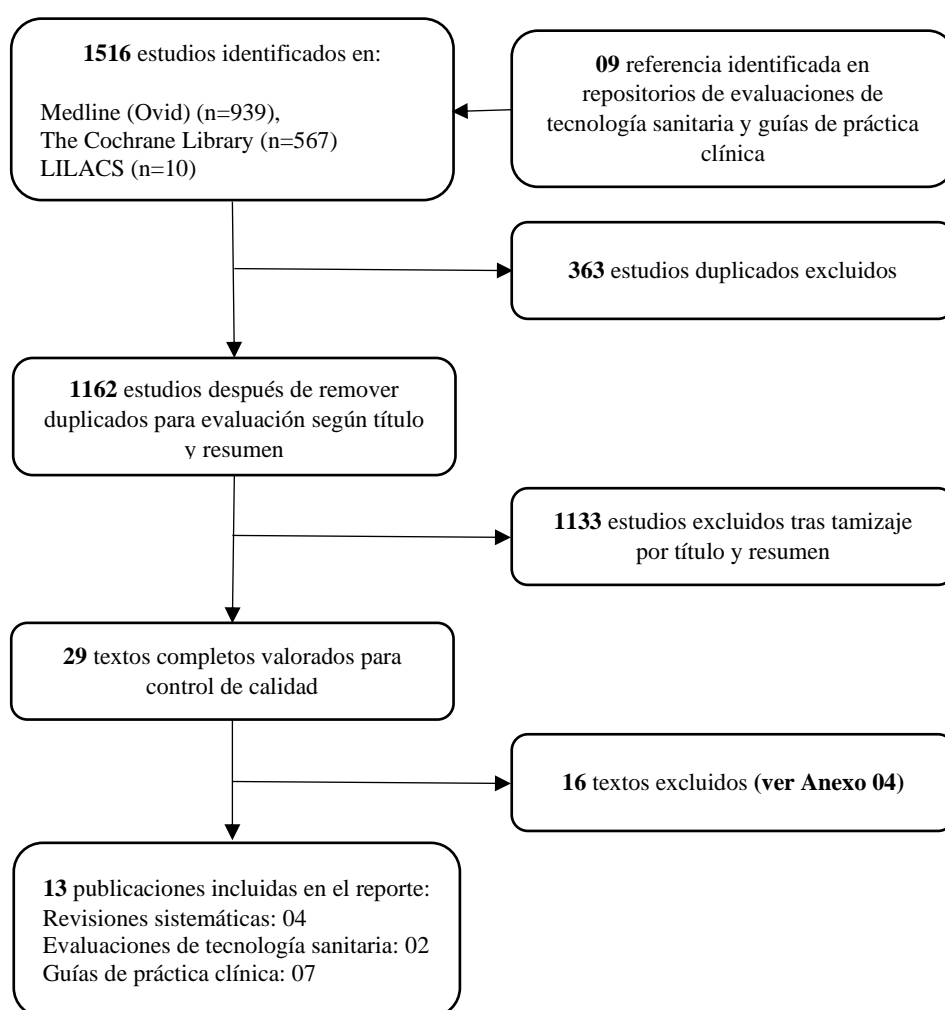 1516 estudios identificados en:
Medline (Ovid) (n=939),
The Cochrane Library (n=567)
LILACS (n=10)
09 referencia identificada en
repositorios de evaluaciones de
tecnología sanitaria y guías de práctica
clínica
363 estudios duplicados excluidos
1162 estudios después de remover
duplicados para evaluación según título
y resumen
1133 estudios excluidos tras tamizaje
por título y resumen
29 textos completos valorados para
control de calidad
16 textos excluidos (ver Anexo 04)
13 publicaciones incluidas en el reporte:
Revisiones sistemáticas: 04
Evaluaciones de tecnología sanitaria: 02
Guías de práctica clínica: 07